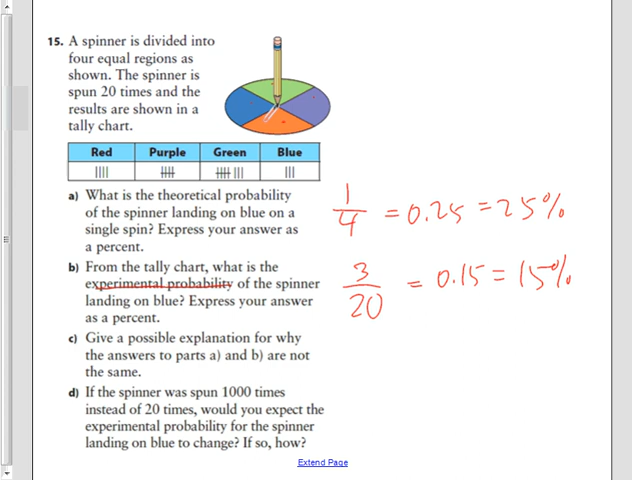 15. A spinner is divided into
four equal regions as
shown. The spinner is
spun 20 times and the
results are shown in a
tally chart.
Red Purple Green Blue
|||| 卌 卌 ||| |||
a) What is the theoretical probability
of the spinner landing on blue on a
single spin? Express your answer as
a percent.
1/4 = 0.25 = 25%
b) From the tally chart, what is the
experimental probability of the spinner
landing on blue? Express your answer
as a percent.
3/20 = 0.15 = 15%
c) Give a possible explanation for why
the answers to parts a) and b) are not
the same.
d) If the spinner was spun 1000 times
instead of 20 times, would you expect the
experimental probability for the spinner
landing on blue to change? If so, how?
Extend Page